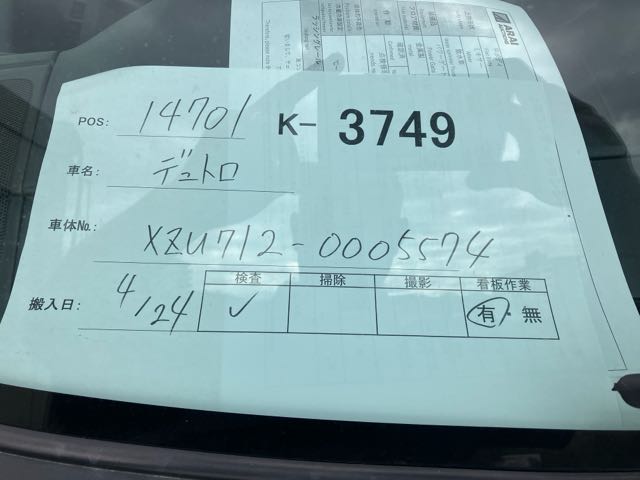 ARAI
POS: 14701 K- 3749
車名: デュトロ
車体No.: XZU712-0005574
搬入日: 4/24
検査 掃除 撮影 看板作業
✓ 有・無